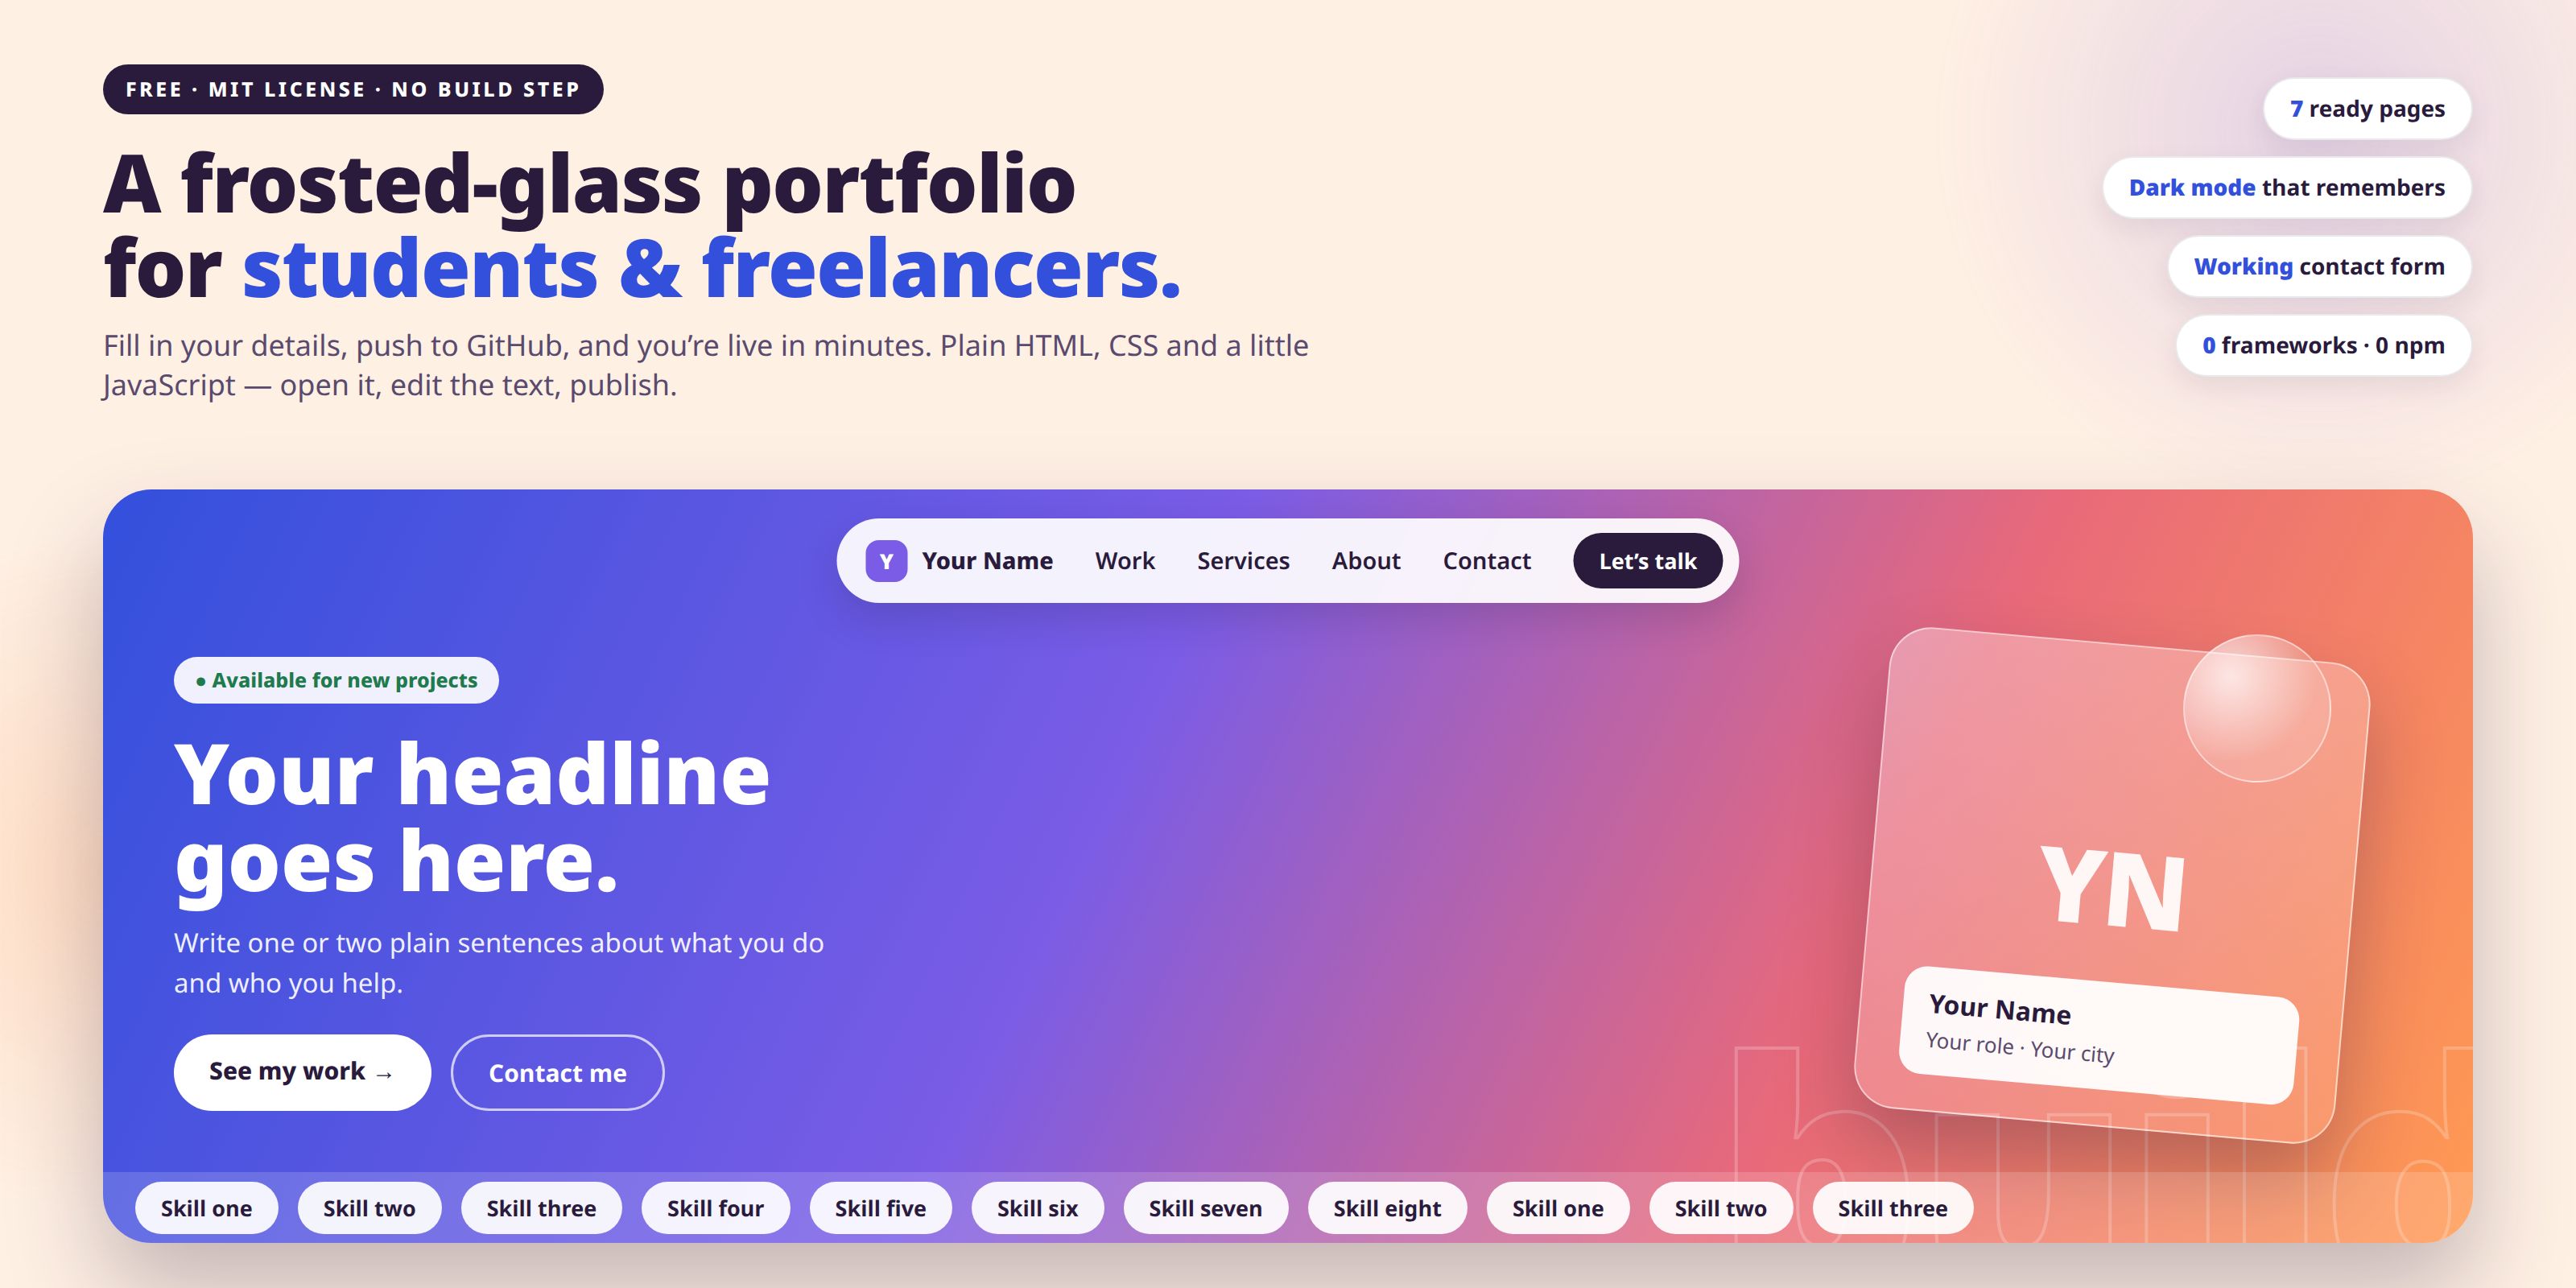 FREE · MIT LICENSE · NO BUILD STEP
A frosted-glass portfolio
for students & freelancers.
Fill in your details, push to GitHub, and you’re live in minutes. Plain HTML, CSS and a little
JavaScript — open it, edit the text, publish.
7 ready pages
Dark mode that remembers
Working contact form
0 frameworks · 0 npm
Y Your Name Work Services About Contact Let’s talk
● Available for new projects
Your headline
goes here.
Write one or two plain sentences about what you do
and who you help.
See my work → Contact me
YN
Your Name
Your role · Your city
build
Skill one Skill two Skill three Skill four Skill five Skill six Skill seven Skill eight Skill one Skill two Skill three